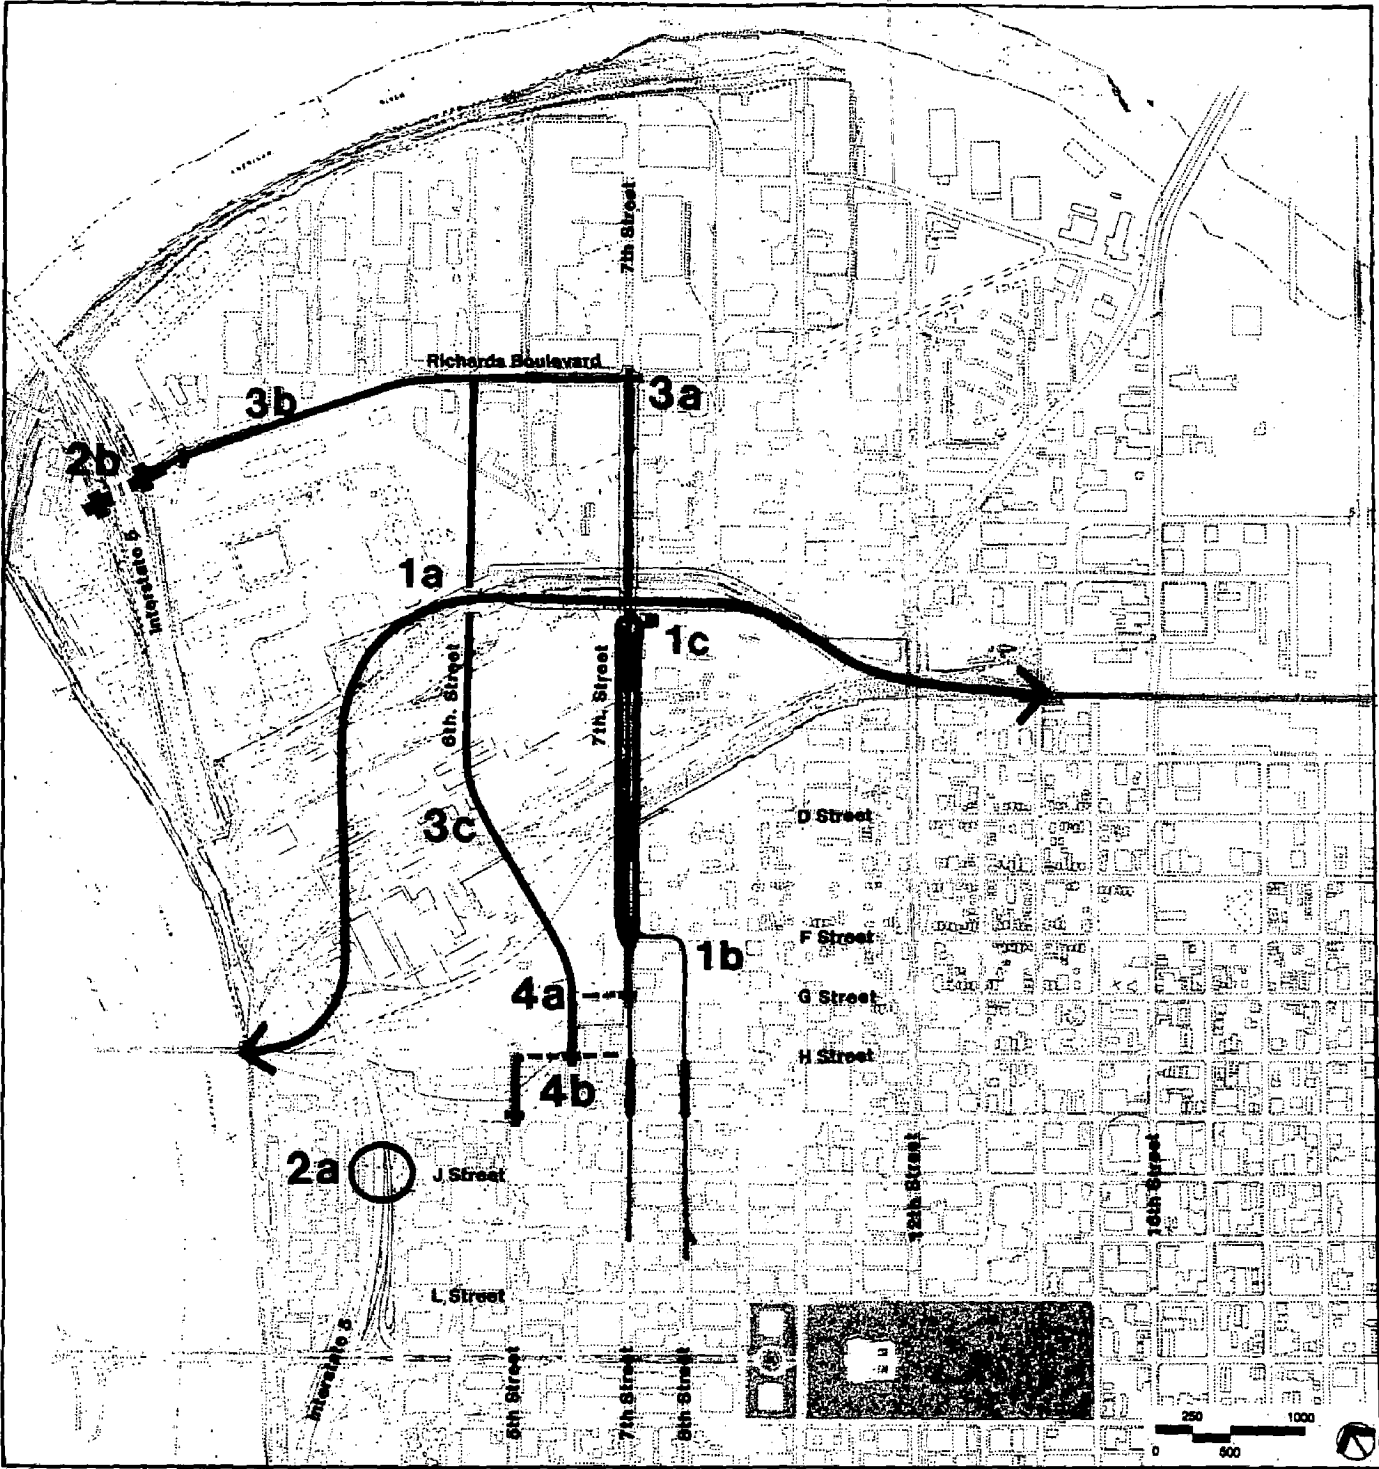 RIVER
7th Street
Richards Boulevard
3b
3a
2b
Interstate 5
1a
1c
6th. Street
7th. Street
3c
D Street
F Street
1b
4a
G Street
H Street
4b
2a
J Street
12th Street
16th Street
L Street
Interstate 5
5th Street
7th Street
8th Street
250
1000
0
500